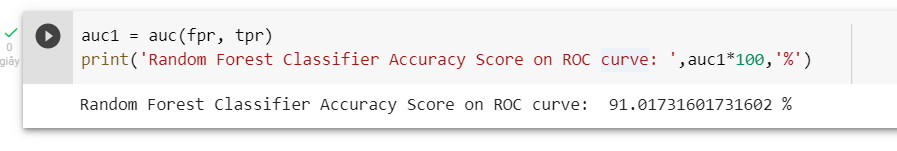 auc1 = auc(fpr, tpr)
print('Random Forest Classifier Accuracy Score on ROC curve: ',auc1*100,'%')
0
giây
Random Forest Classifier Accuracy Score on ROC curve:  91.01731601731602 %